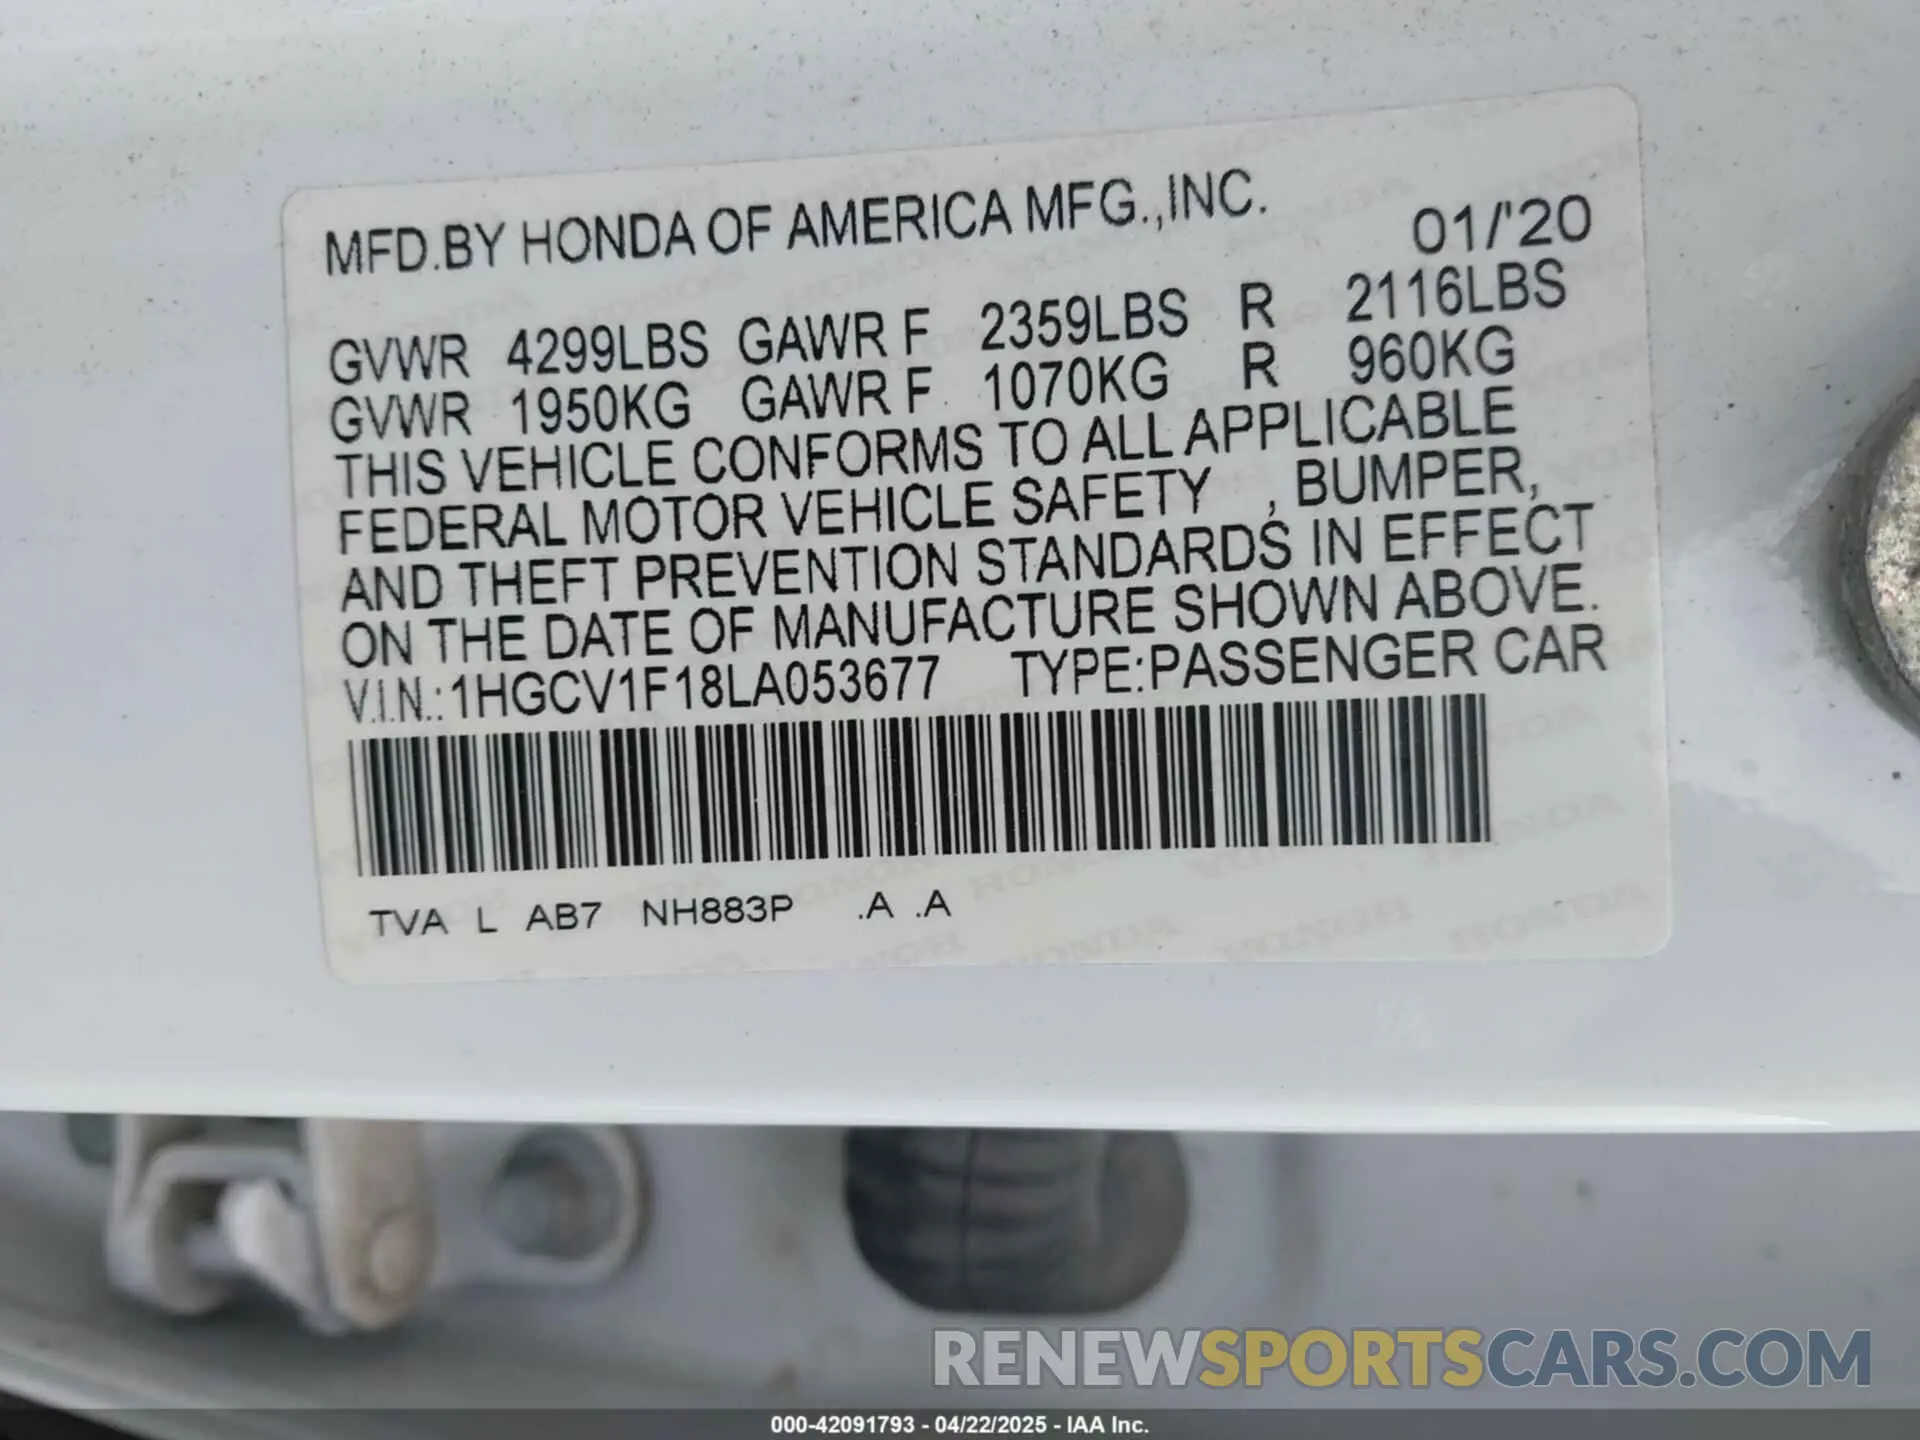 MFD.BY HONDA OF AMERICA MFG.,INC. 01/'20
GVWR 4299LBS GAWR F 2359LBS R 2116LBS
GVWR 1950KG GAWR F 1070KG R 960KG
THIS VEHICLE CONFORMS TO ALL APPLICABLE
FEDERAL MOTOR VEHICLE SAFETY , BUMPER,
AND THEFT PREVENTION STANDARDS IN EFFECT
ON THE DATE OF MANUFACTURE SHOWN ABOVE.
V.I.N.:1HGCV1F18LA053677 TYPE:PASSENGER CAR
TVA L AB7 NH883P .A .A
RENEWSPORTSCARS.COM
000-42091793 - 04/22/2025 - IAA Inc.